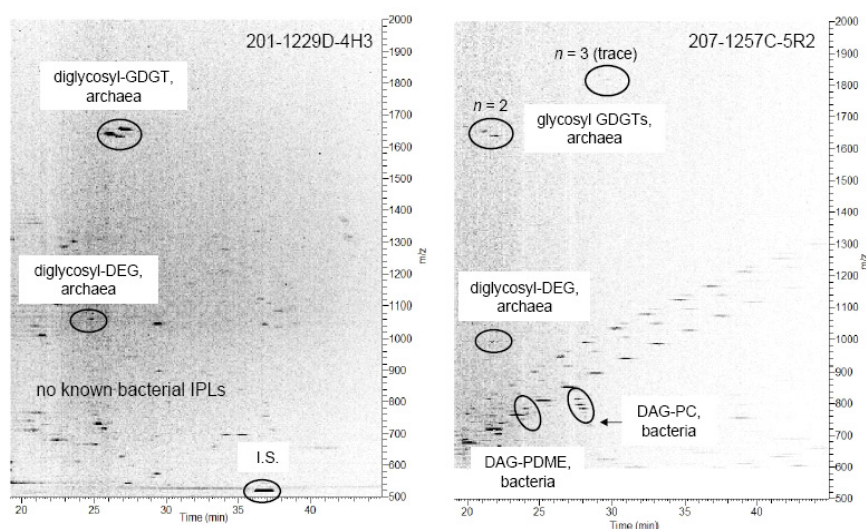 201-1229D-4H3
diglycosyl-GDGT,
archaea
diglycosyl-DEG,
archaea
no known bacterial IPLs
I.S.
2000
1900
1800
1700
1600
1500
1400
1300
1200
1100
1000
900
800
700
600
500
m/z
20
25
30
35
40
Time (min)
207-1257C-5R2
n = 3 (trace)
n = 2
glycosyl GDGTs,
archaea
diglycosyl-DEG,
archaea
DAG-PC,
bacteria
DAG-PDME,
bacteria
2000
1900
1800
1700
1600
1500
1400
1300
1200
1100
1000
900
800
700
600
500
m/z
20
25
30
35
40
Time (min)